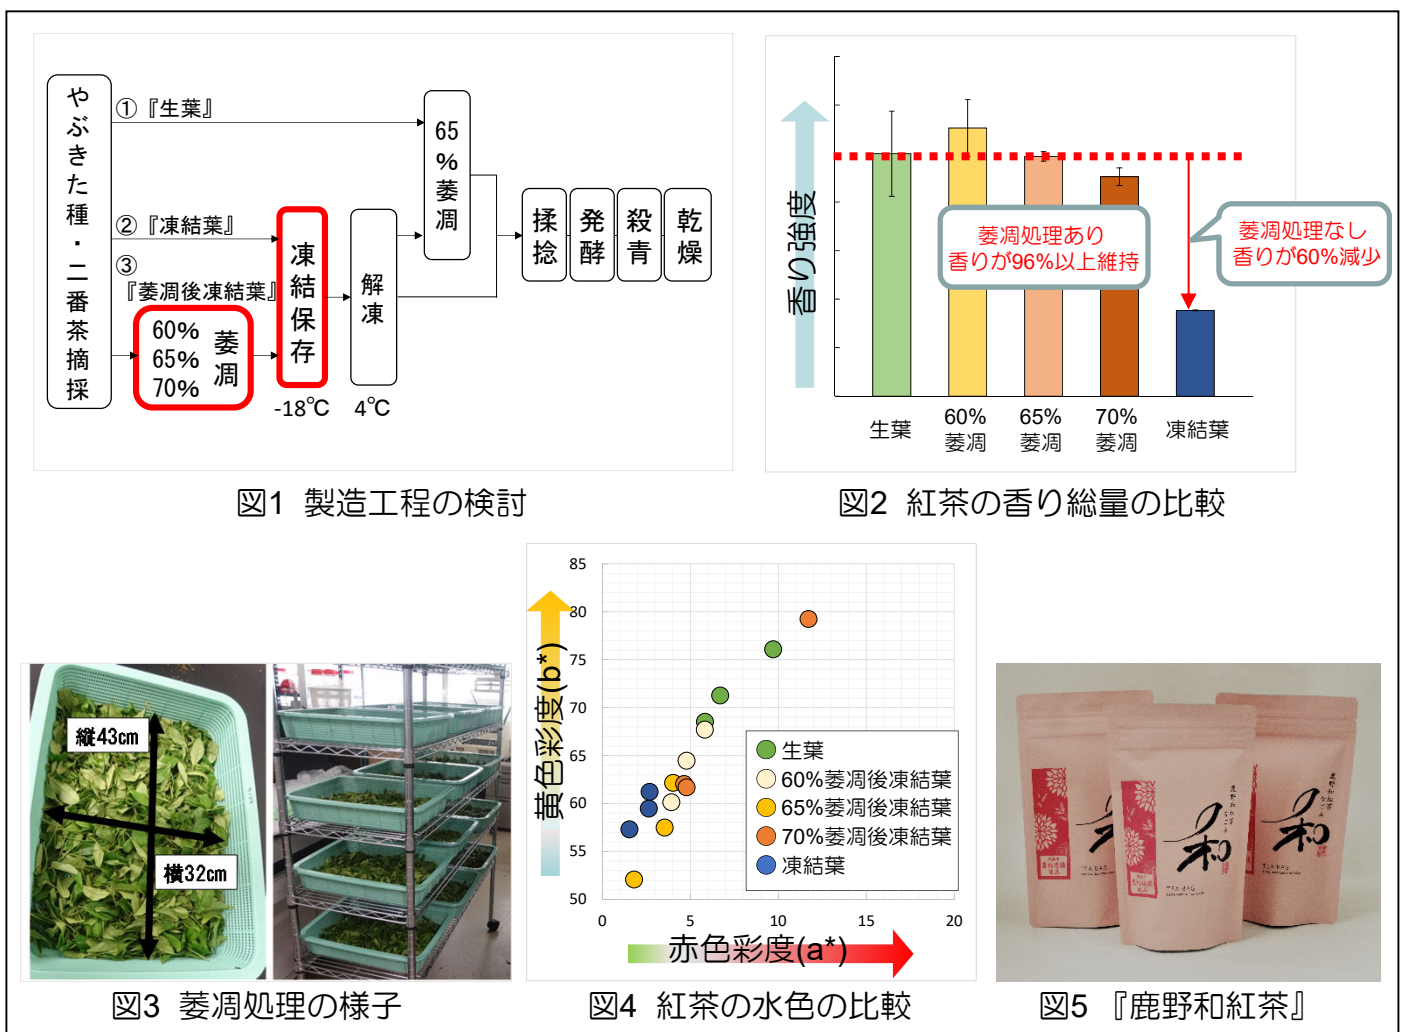 やぶきた種・二番茶摘採
①『生葉』
②『凍結葉』
③
『萎凋後凍結葉』
60%
65%
70%
萎凋
凍結保存
-18℃
解凍
4℃
65%萎凋
揉捻
発酵
殺青
乾燥
図1 製造工程の検討
香り強度
萎凋処理あり
香りが96%以上維持
萎凋処理なし
香りが60%減少
生葉
60%
萎凋
65%
萎凋
70%
萎凋
凍結葉
図2 紅茶の香り総量の比較
縦43cm
横32cm
図3 萎凋処理の様子
黄色彩度(b*)
85
80
75
70
65
60
55
50
0 5 10 15 20
生葉
60%萎凋後凍結葉
65%萎凋後凍結葉
70%萎凋後凍結葉
凍結葉
赤色彩度(a*)
図4 紅茶の水色の比較
鹿野和紅茶
なごみ
和
TEA BAG
図5 『鹿野和紅茶』